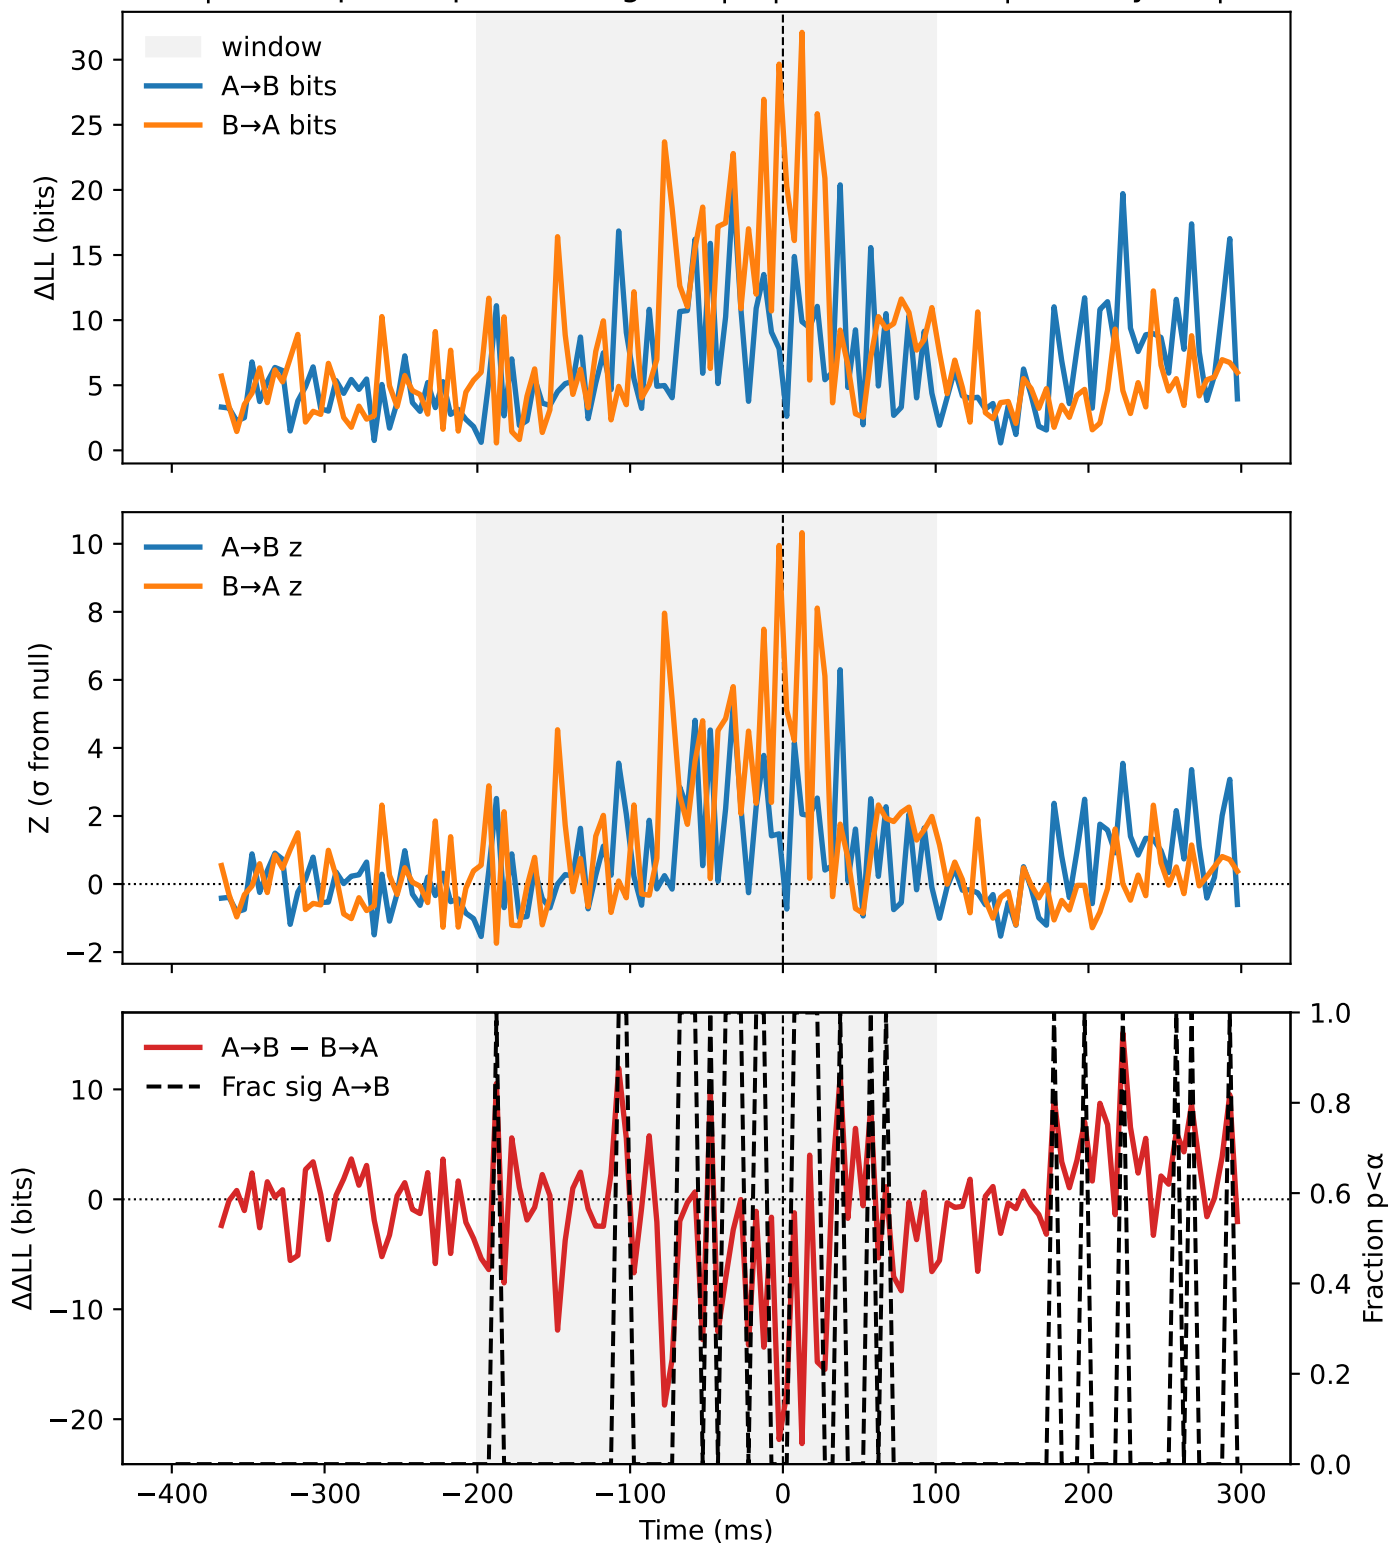 window
A→B bits
B→A bits
ΔLL (bits)
30
25
20
15
10
5
0
A→B z
B→A z
Z (σ from null)
10
8
6
4
2
0
−2
A→B − B→A
Frac sig A→B
ΔΔLL (bits)
10
0
−10
−20
1.0
0.8
0.6
0.4
0.2
0.0
Fraction p<α
−400
−300
−200
−100
0
100
200
300
Time (ms)